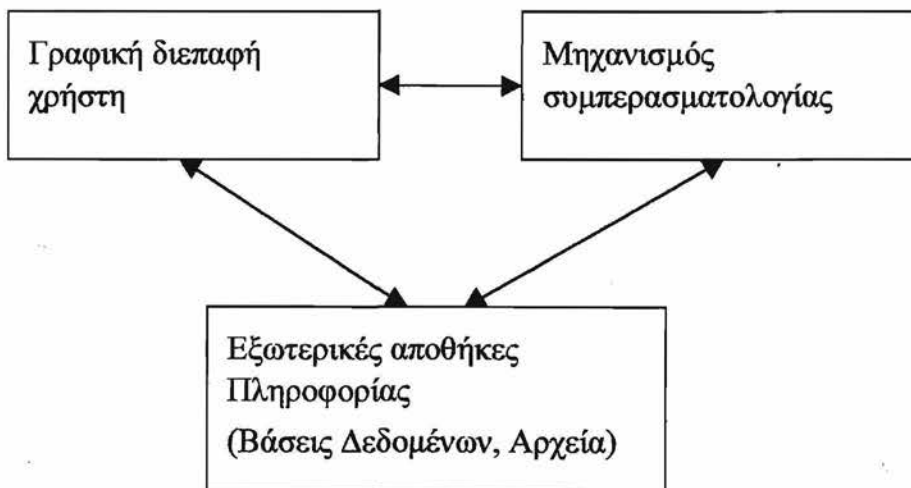 Γραφική διεπαφή
χρήστη
Μηχανισμός
συμπερασματολογίας
Εξωτερικές αποθήκες
Πληροφορίας
(Βάσεις Δεδομένων, Αρχεία)